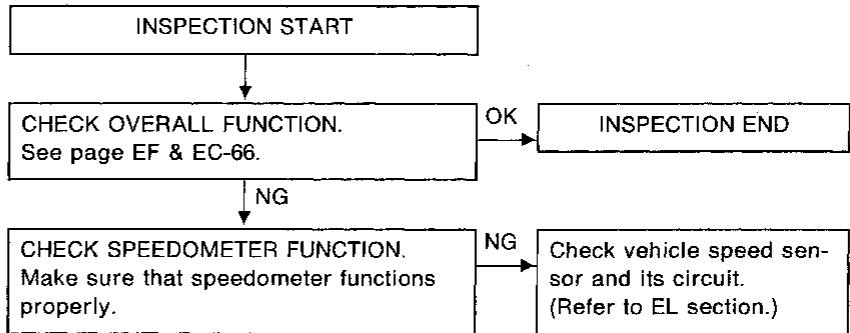 INSPECTION START
CHECK OVERALL FUNCTION.
See page EF & EC-66.
OK
INSPECTION END
NG
CHECK SPEEDOMETER FUNCTION.
Make sure that speedometer functions
properly.
NG
Check vehicle speed sen-
sor and its circuit.
(Refer to EL section.)